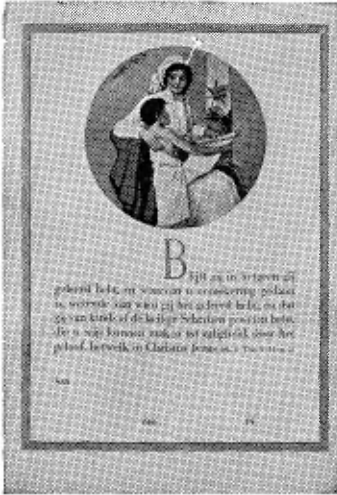 Blijft gij in hetgeen gij
geleerd hebt, en waarvan u verzekering gedaan
is, wetende van wien gij het geleerd hebt, en dat
gij van kinds af de heilige Schriften geweten hebt,
die u wijs kunnen maken tot zaligheid, door het
geloof, hetwelk in Christus Jezus is.